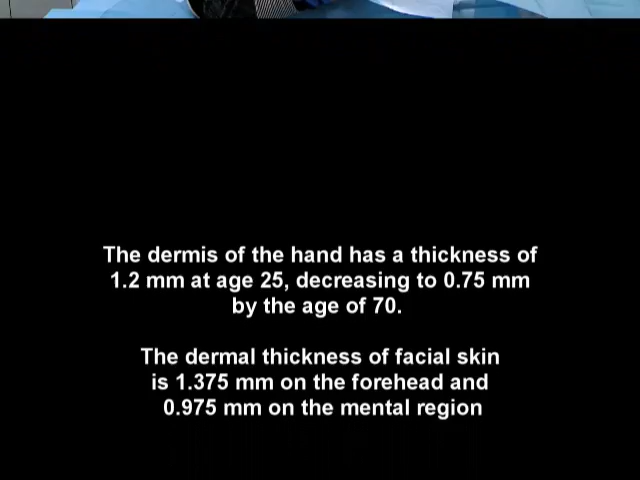 The dermis of the hand has a thickness of
1.2 mm at age 25, decreasing to 0.75 mm
by the age of 70.
The dermal thickness of facial skin
is 1.375 mm on the forehead and
0.975 mm on the mental region